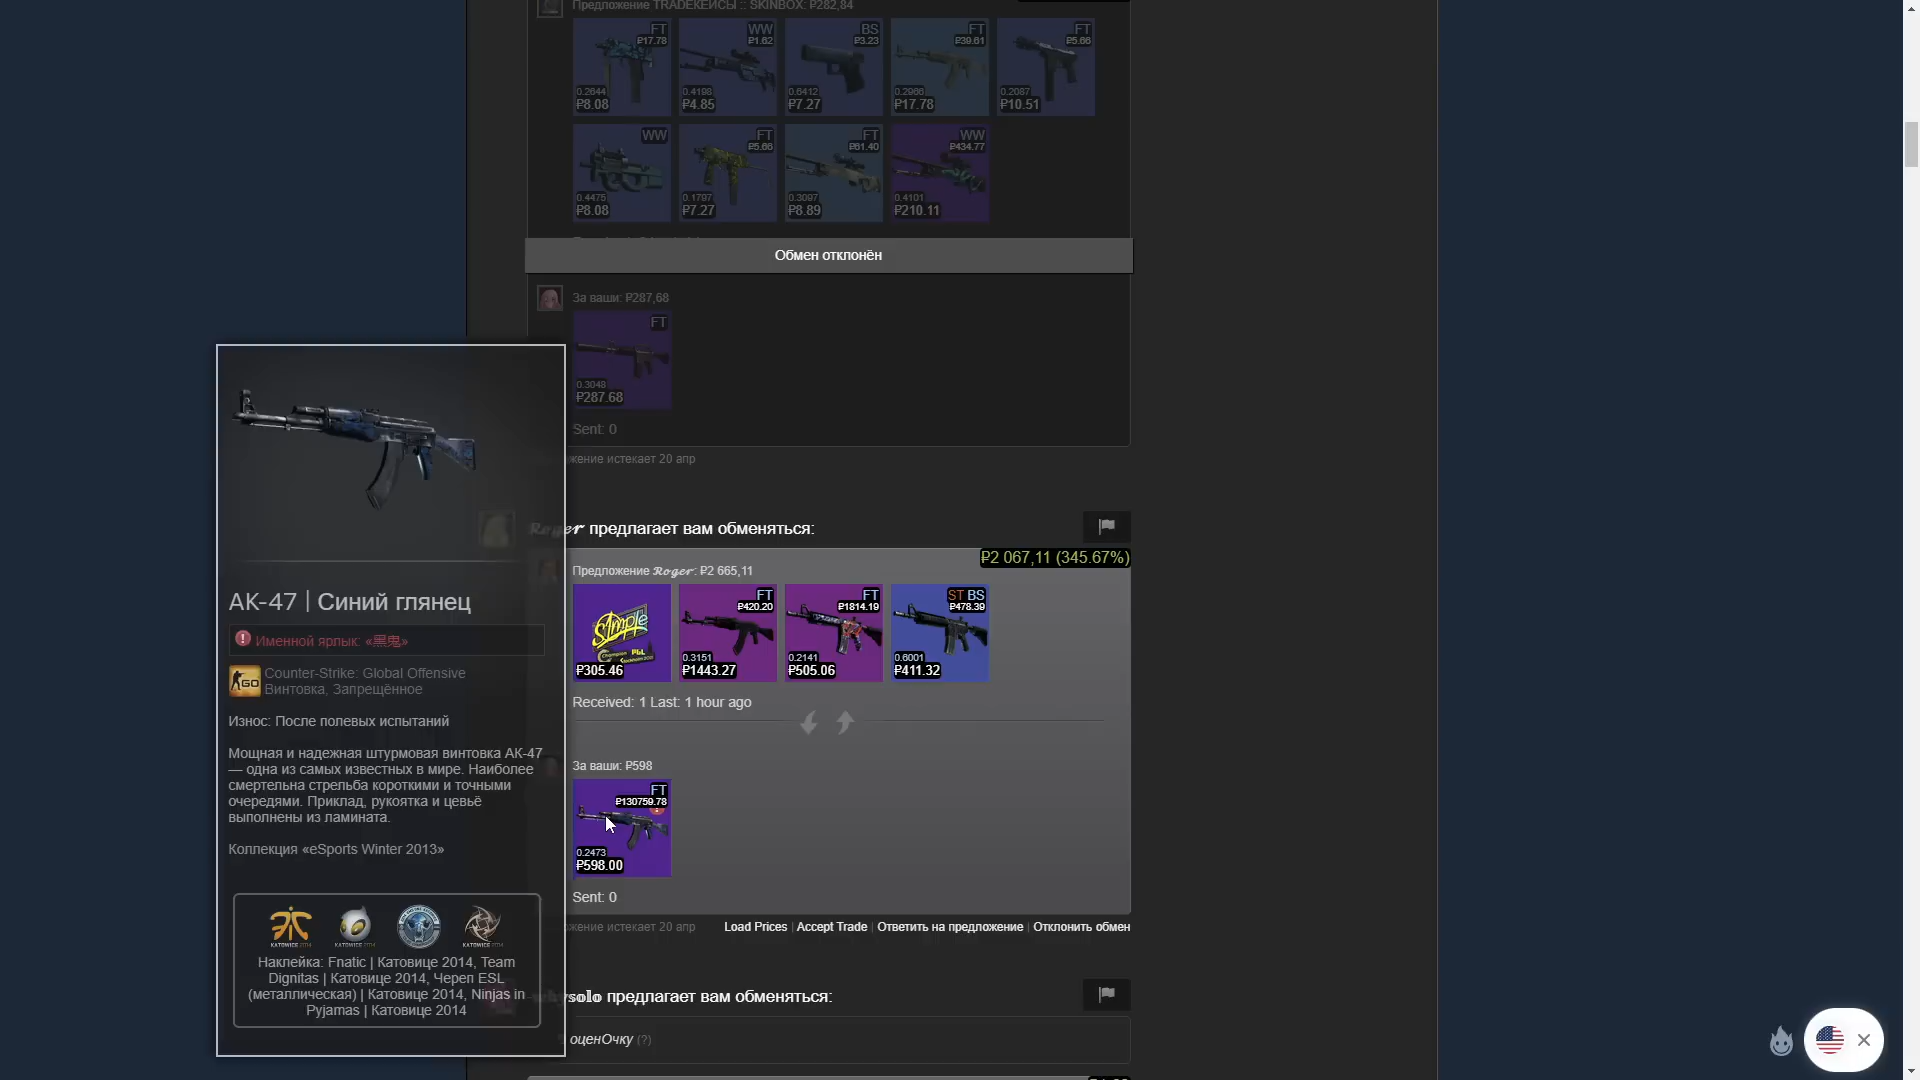 Предложение TRADEКЕЙСЫ :: SKINBOX: ₽282,84
FT
₽17.78
0.2644
₽8.08
WW
₽1.62
0.4198
₽4.85
BS
₽3.23
0.6412
₽7.27
FT
₽39.61
0.2966
₽17.78
FT
₽5.66
0.2087
₽10.51
WW
0.4475
₽8.08
FT
₽5.66
0.1797
₽7.27
FT
₽61.40
0.3097
₽8.89
WW
₽434.77
0.4101
₽210.11
Обмен отклонён
За ваши: ₽287,68
FT
0.3048
₽287.68
Sent: 0
жение истекает 20 апр
Roger предлагает вам обменяться:
₽2 067,11 (345.67%)
Предложение Roger: ₽2 665,11
₽305.46
FT
₽420.20
0.3151
₽1443.27
FT
₽1814.19
0.2141
₽505.06
ST BS
₽478.39
0.6001
₽411.32
Received: 1 Last: 1 hour ago
За ваши: ₽598
FT
₽130759.78
0.2473
₽598.00
Sent: 0
жение истекает 20 апр
Load Prices | Accept Trade | Ответить на предложение | Отклонить обмен
solo предлагает вам обменяться:
оценОчку (?)
AK-47 | Синий глянец
Именной ярлык: «黑鬼»
Counter-Strike: Global Offensive
Винтовка, Запрещённое
Износ: После полевых испытаний
Мощная и надежная штурмовая винтовка АК-47
— одна из самых известных в мире. Наиболее
смертельна стрельба короткими и точными
очередями. Приклад, рукоятка и цевьё
выполнены из ламината.
Коллекция «eSports Winter 2013»
Наклейка: Fnatic | Катовице 2014, Team
Dignitas | Катовице 2014, Череп ESL
(металлическая) | Катовице 2014, Ninjas in
Pyjamas | Катовице 2014